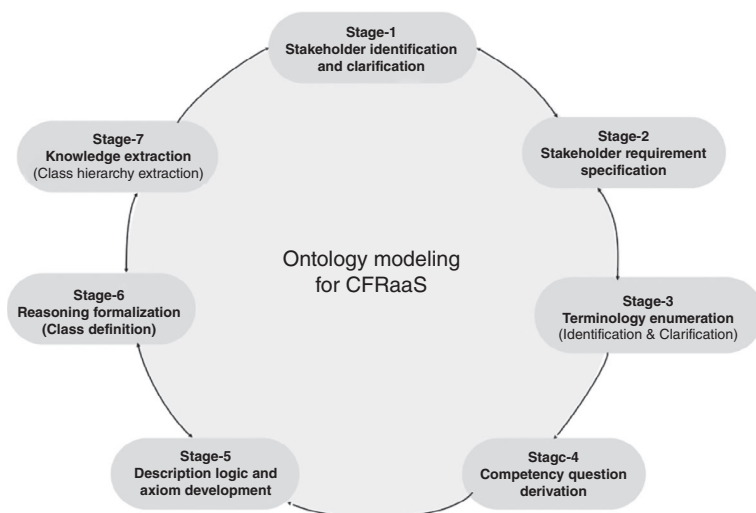 Stage-1
Stakeholder identification
and clarification
Stage-2
Stakeholder requirement
specification
Stage-3
Terminology enumeration
(Identification & Clarification)
Stagc-4
Competency question
derivation
Stage-5
Description logic and
axiom development
Stage-6
Reasoning formalization
(Class definition)
Stage-7
Knowledge extraction
(Class hierarchy extraction)
Ontology modeling
for CFRaaS